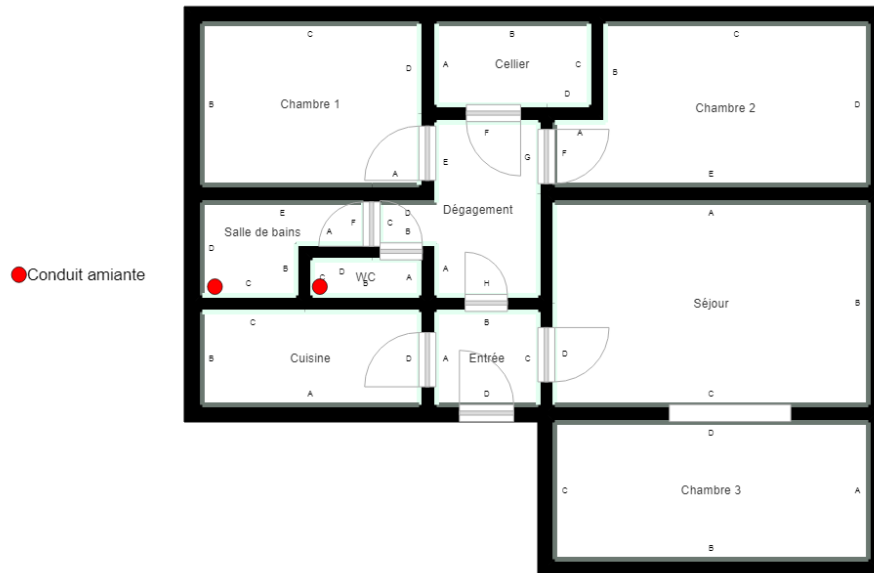 C
B
C
D
A
Cellier
C
B
B
Chambre 1
D
Chambre 2
D
A
F
A
E
G
F
A
E
E
D
Dégagement
A
F
C
Salle de bains
A
B
D
Conduit amiante
B
C
C
D
WC
B
A
A
H
Séjour
B
C
B
B
Cuisine
D
A
Entrée
C
D
A
D
C
D
C
Chambre 3
A
B